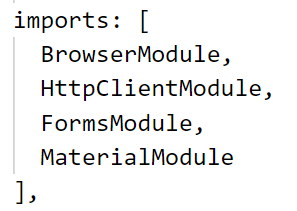 imports: [
BrowserModule,
HttpClientModule,
FormsModule,
MaterialModule
],